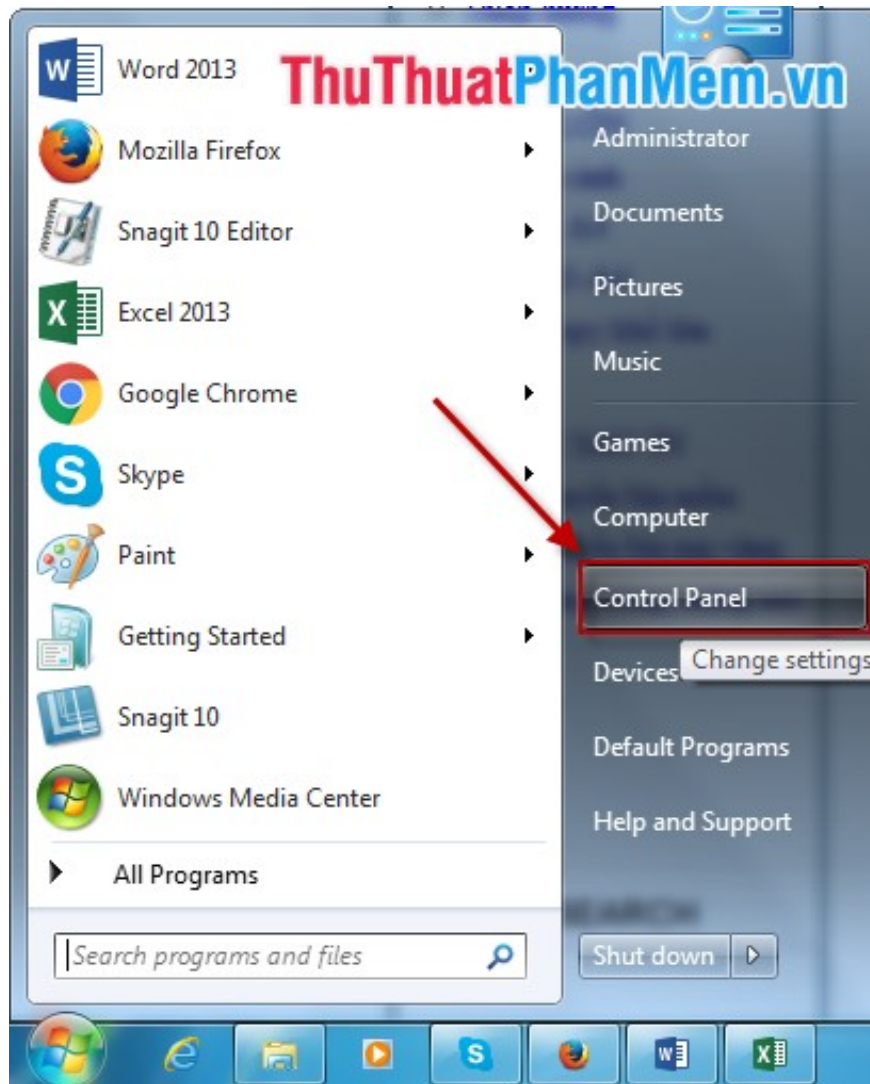 Word 2013
ThuThuatPhanMem.vn
Mozilla Firefox
Snagit 10 Editor
Excel 2013
Google Chrome
Skype
Paint
Getting Started
Snagit 10
Windows Media Center
All Programs
Search programs and files
Administrator
Documents
Pictures
Music
Games
Computer
Control Panel
Change settings
Devices
Default Programs
Help and Support
Shut down